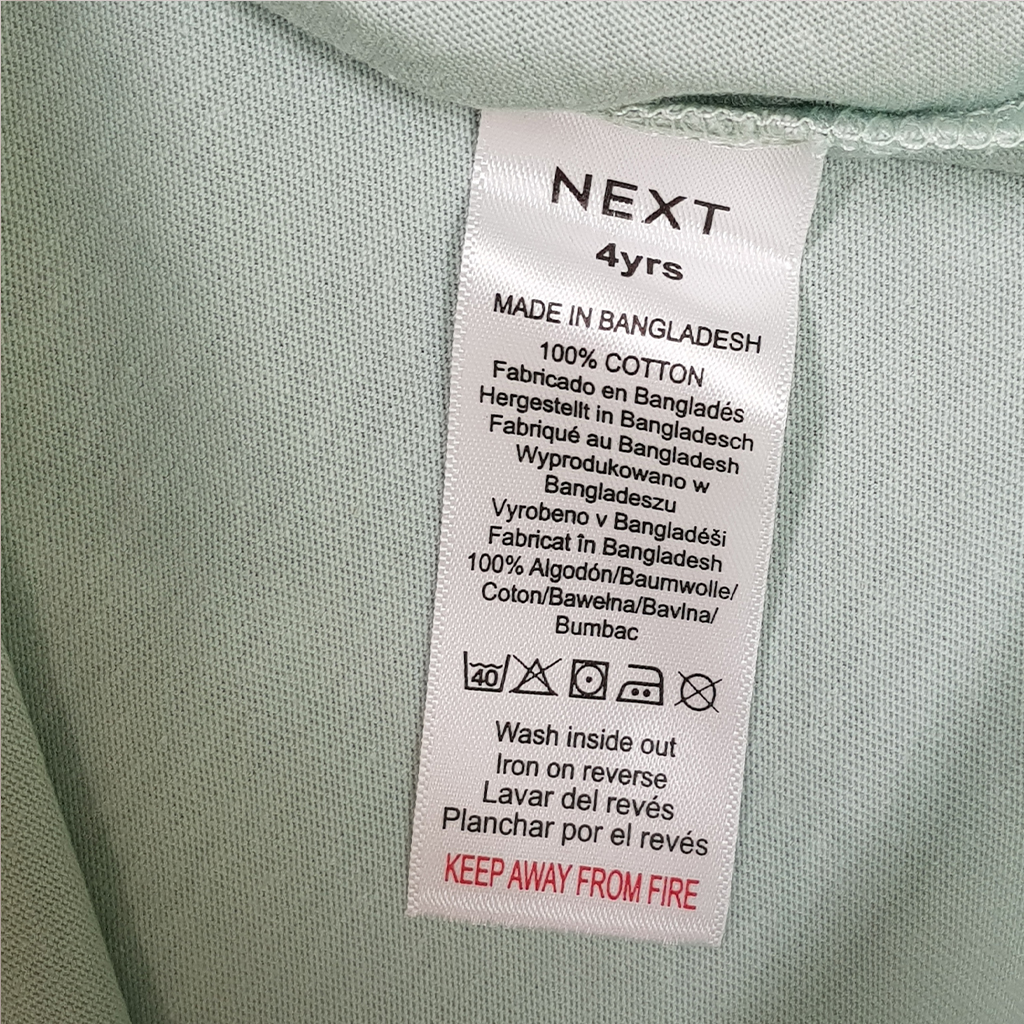 NEXT
4yrs
MADE IN BANGLADESH
100% COTTON
Fabricado en Bangladés
Hergestellt in Bangladesch
Fabriqué au Bangladesh
Wyprodukowano w
Bangladeszu
Vyrobeno v Bangladéši
Fabricat în Bangladesh
100% Algodón/Baumwolle/
Coton/Bawełna/Bavlna/
Bumbac
40
Wash inside out
Iron on reverse
Lavar del revés
Planchar por el revés
KEEP AWAY FROM FIRE